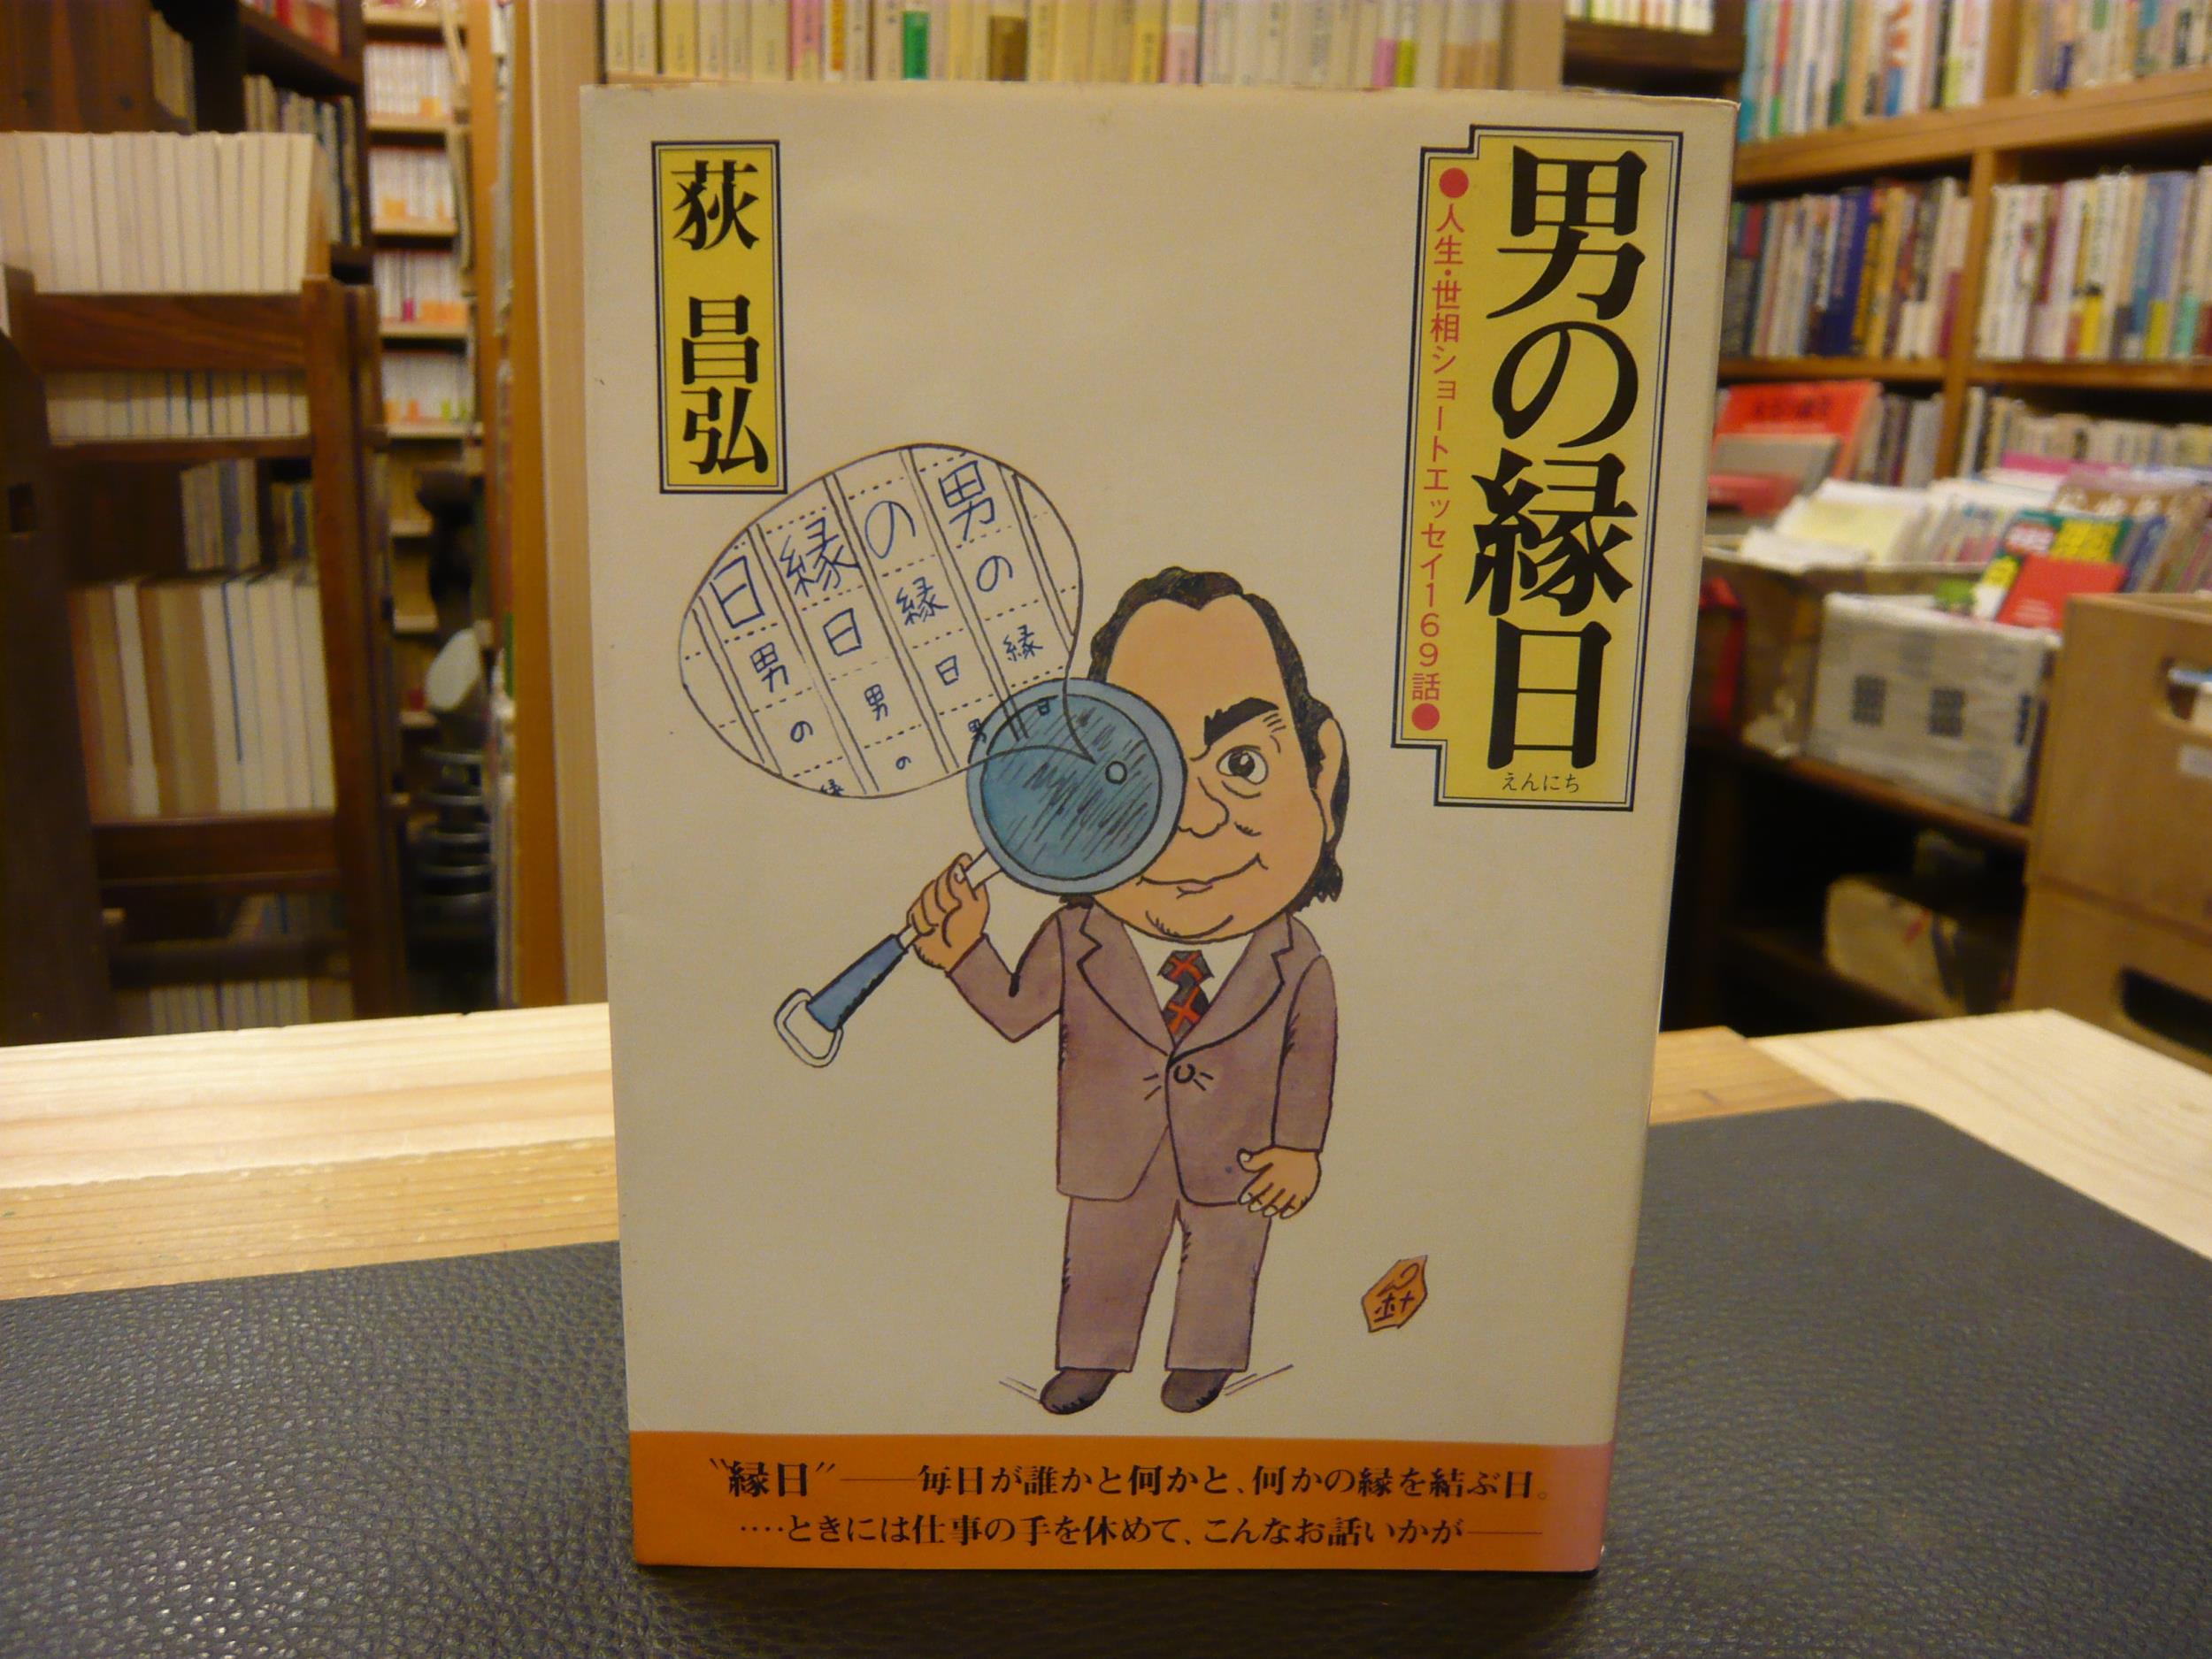 男の縁日
えんにち
●人生・世相ショートエッセイ169話●
荻 昌弘
男の縁
の縁日
縁日男の
日男の縁
日
男
〝縁日〟——毎日が誰かと何かと、何かの縁を結ぶ日。
‥‥ときには仕事の手を休めて、こんなお話いかが——